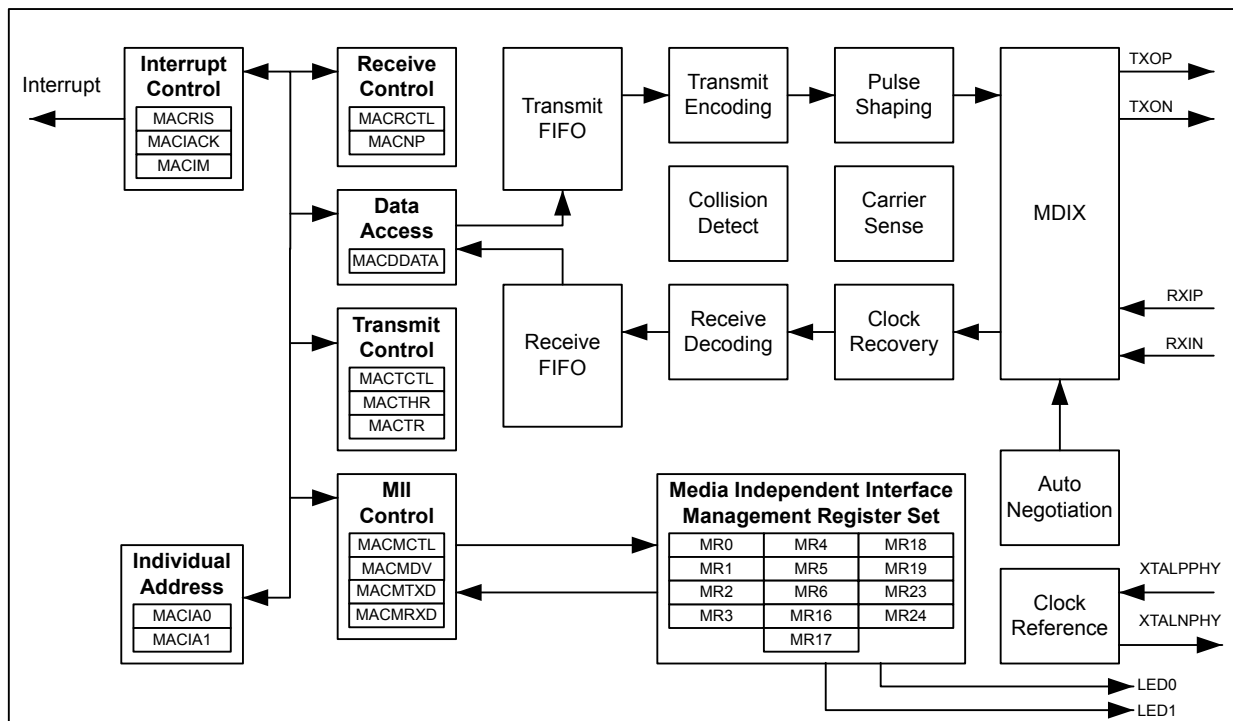 Interrupt
Interrupt
Control
MACRIS
MACIACK
MACIM
Receive
Control
MACRCTL
MACNP
Transmit
FIFO
Transmit
Encoding
Pulse
Shaping
MDIX
TXOP
TXON
Data
Access
MACDDATA
Collision
Detect
Carrier
Sense
Transmit
Control
MACTCTL
MACTHR
MACTR
Receive
FIFO
Receive
Decoding
Clock
Recovery
RXIP
RXIN
MII
Control
MACMCTL
MACMDV
MACMTXD
MACMRXD
Media Independent Interface
Management Register Set
MR0 MR4 MR18
MR1 MR5 MR19
MR2 MR6 MR23
MR3 MR16 MR24
MR17
Auto
Negotiation
Individual
Address
MACIA0
MACIA1
Clock
Reference
XTALPPHY
XTALNPHY
LED0
LED1